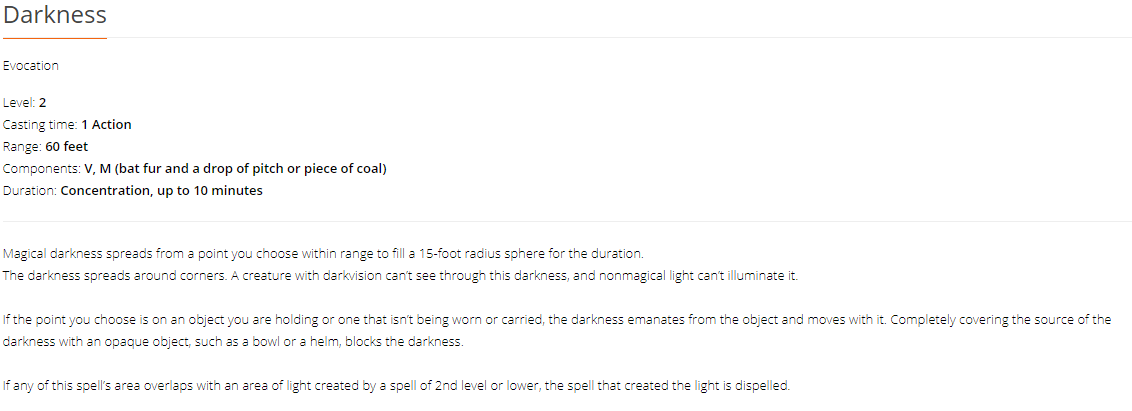 Darkness
Evocation
Level: 2
Casting time: 1 Action
Range: 60 feet
Components: V, M (bat fur and a drop of pitch or piece of coal)
Duration: Concentration, up to 10 minutes
Magical darkness spreads from a point you choose within range to fill a 15-foot radius sphere for the duration.
The darkness spreads around corners. A creature with darkvision can’t see through this darkness, and nonmagical light can’t illuminate it.
If the point you choose is on an object you are holding or one that isn’t being worn or carried, the darkness emanates from the object and moves with it. Completely covering the source of the
darkness with an opaque object, such as a bowl or a helm, blocks the darkness.
If any of this spell’s area overlaps with an area of light created by a spell of 2nd level or lower, the spell that created the light is dispelled.